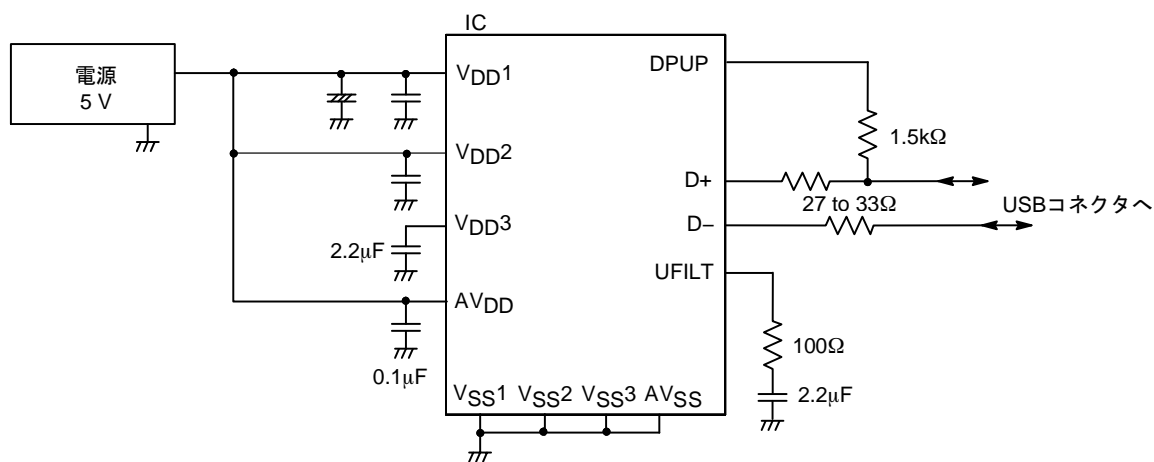 IC
電源
5 V
VDD1
DPUP
1.5kΩ
VDD2
D+
27 to 33Ω
USBコネクタへ
VDD3
D–
2.2μF
UFILT
AVDD
100Ω
0.1μF
VSS1 VSS2 VSS3 AVSS
2.2μF